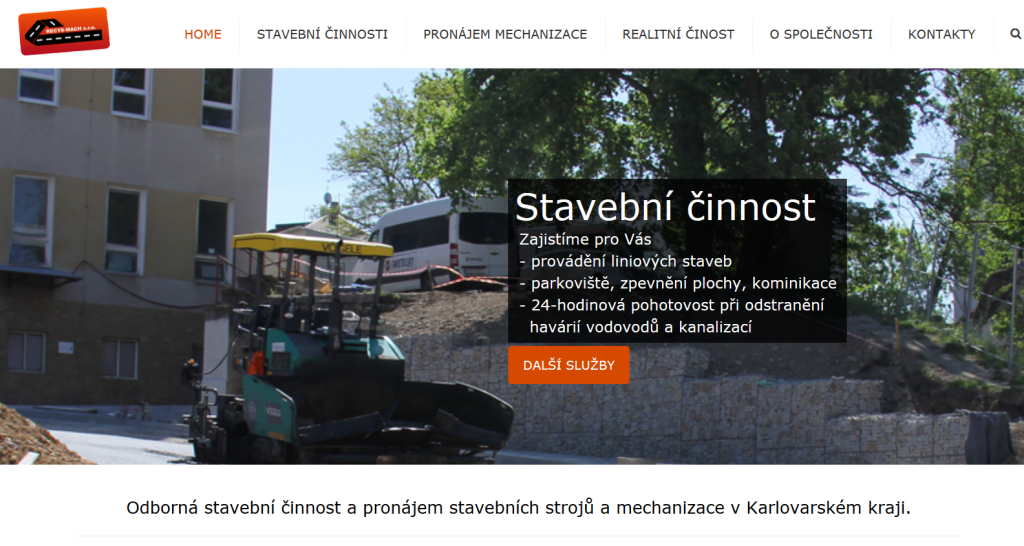 RECYS-MACH s.r.o.
HOME
STAVEBNÍ ČINNOSTI
PRONÁJEM MECHANIZACE
REALITNÍ ČINOST
O SPOLEČNOSTI
KONTAKTY
VÖGELE
Stavební činnost
Zajistíme pro Vás
- provádění liniových staveb
- parkoviště, zpevnění plochy, kominikace
- 24-hodinová pohotovost při odstranění
havárií vodovodů a kanalizací
DALŠÍ SLUŽBY
VÖGELE
Odborná stavební činnost a pronájem stavebních strojů a mechanizace v Karlovarském kraji.